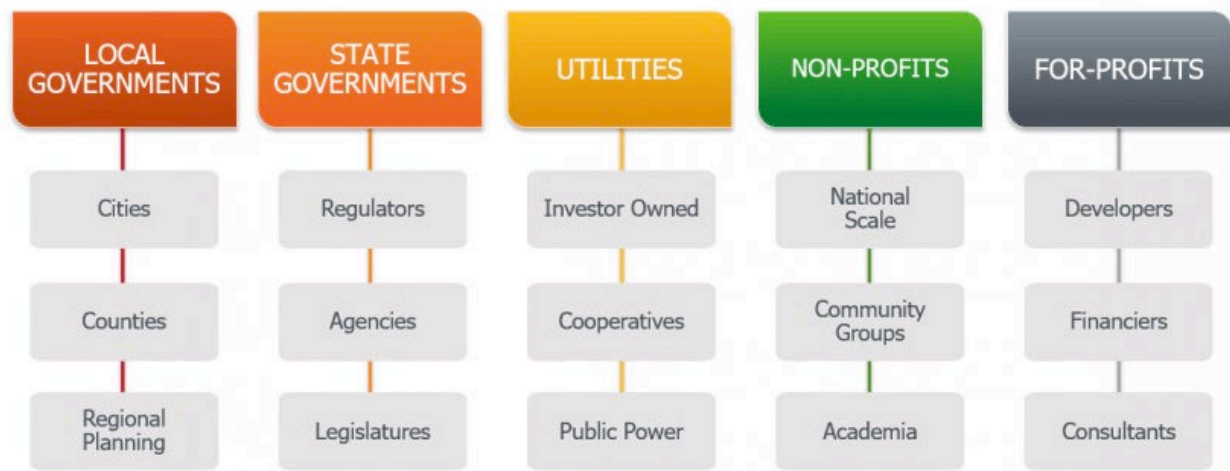 LOCAL
GOVERNMENTS
STATE
GOVERNMENTS
UTILITIES
NON-PROFITS
FOR-PROFITS
Cities
Regulators
Investor Owned
National
Scale
Developers
Counties
Agencies
Cooperatives
Community
Groups
Financiers
Regional
Planning
Legislatures
Public Power
Academia
Consultants